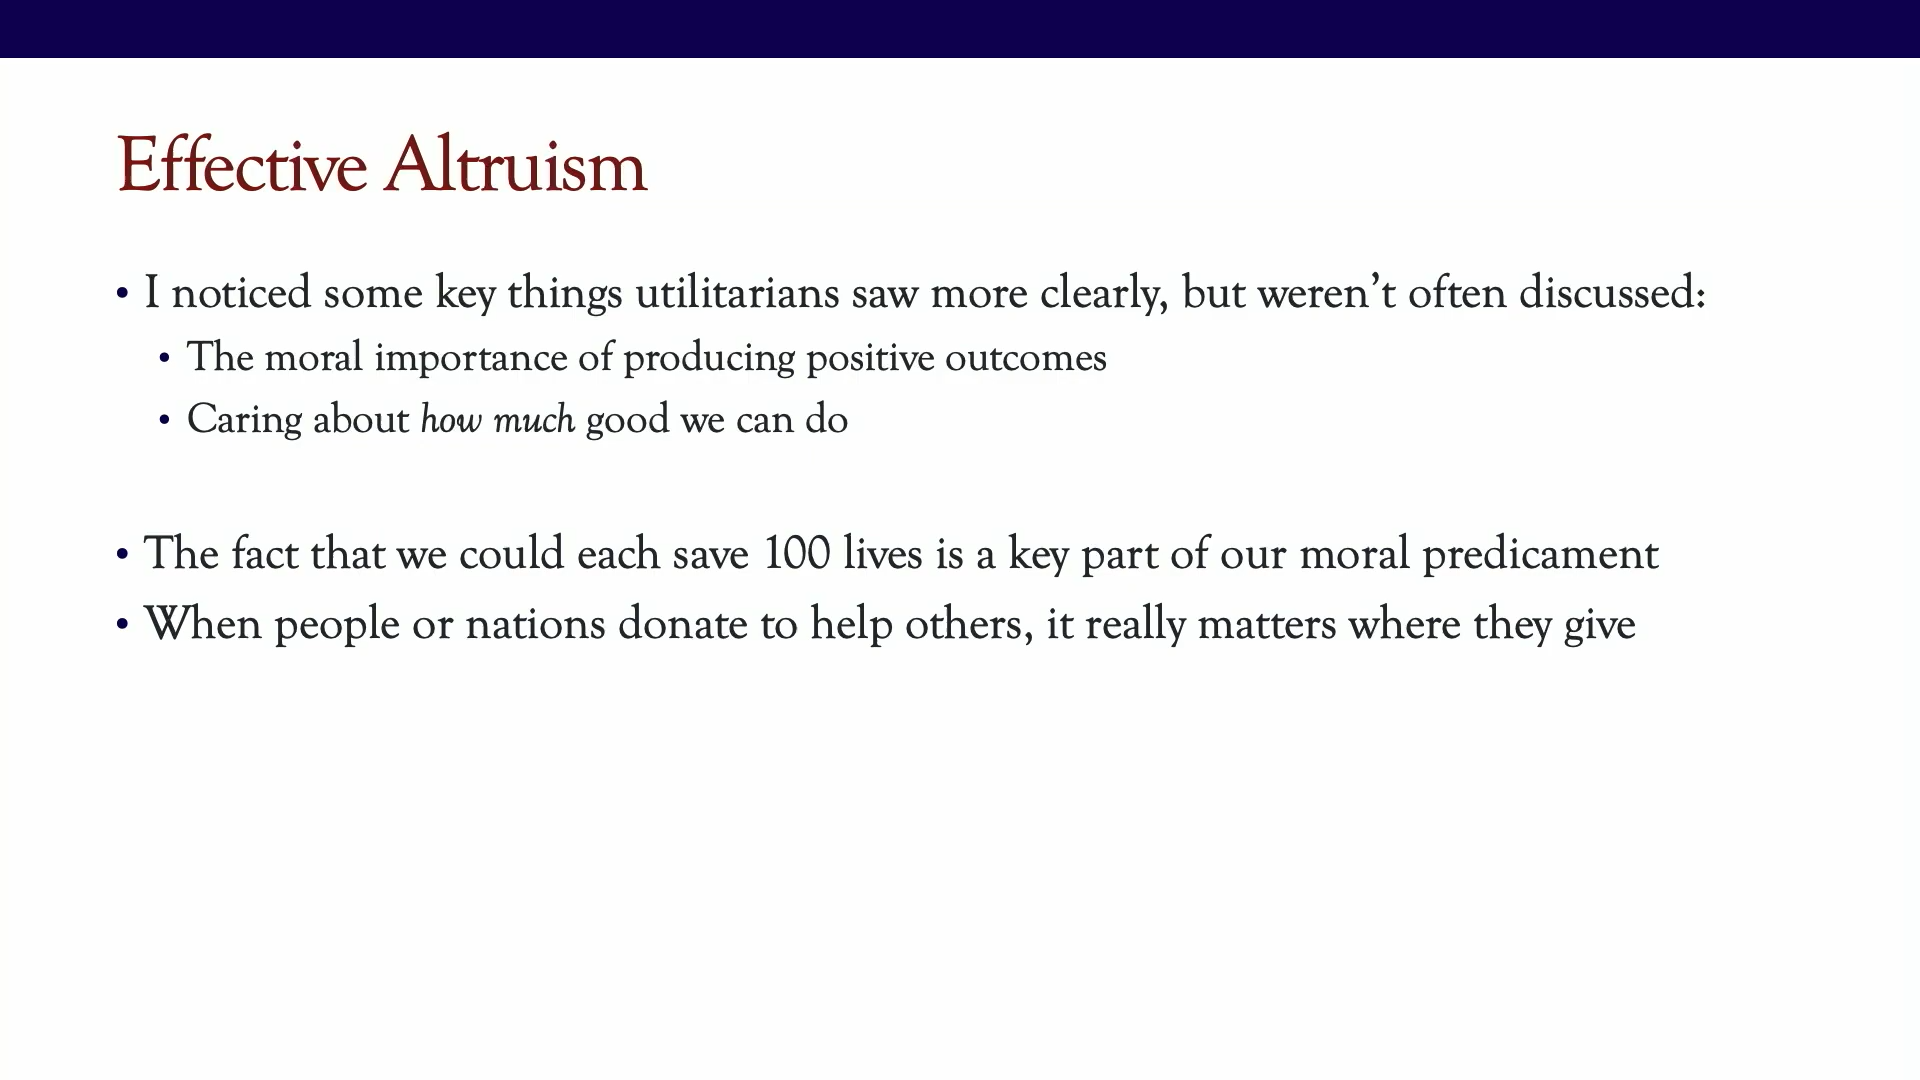 Effective Altruism
• I noticed some key things utilitarians saw more clearly, but weren’t often discussed:
• The moral importance of producing positive outcomes
• Caring about how much good we can do
• The fact that we could each save 100 lives is a key part of our moral predicament
• When people or nations donate to help others, it really matters where they give